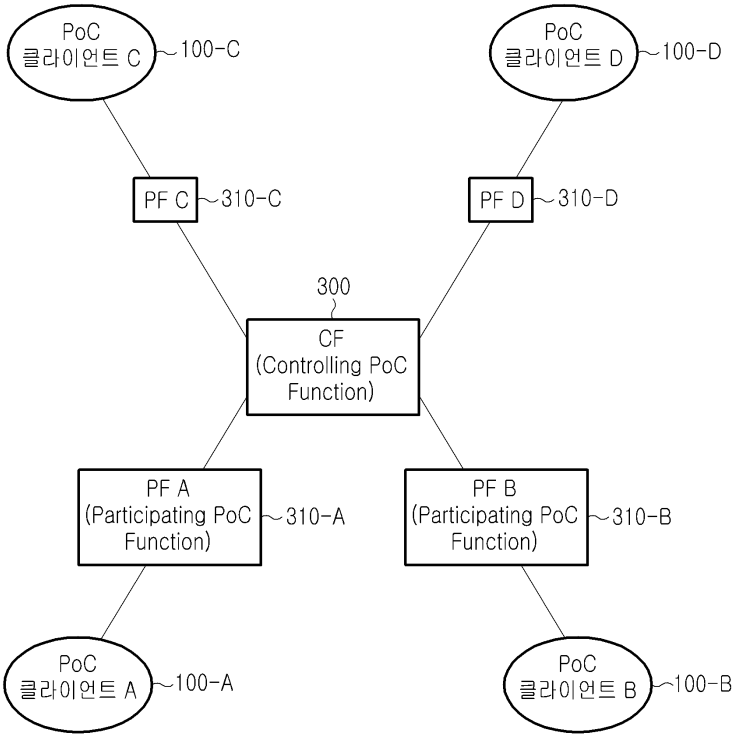 PoC
클라이언트 C
100-C
PoC
클라이언트 D
100-D
PF C
310-C
PF D
310-D
300
CF
(Controlling PoC
Function)
PF A
(Participating PoC
Function)
310-A
PF B
(Participating PoC
Function)
310-B
PoC
클라이언트 A
100-A
PoC
클라이언트 B
100-B